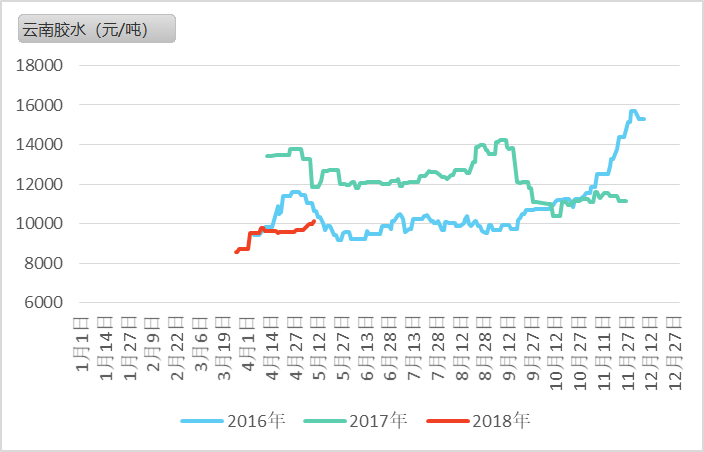 云南胶水（元/吨）
18000
16000
14000
12000
10000
8000
6000
1月1日
1月14日
1月27日
2月9日
2月22日
3月6日
3月19日
4月1日
4月14日
4月27日
5月12日
5月31日
6月13日
6月28日
7月13日
7月26日
8月8日
8月28日
9月12日
9月27日
10月12日
10月27日
11月11日
11月27日
12月12日
12月27日
2016年
2017年
2018年